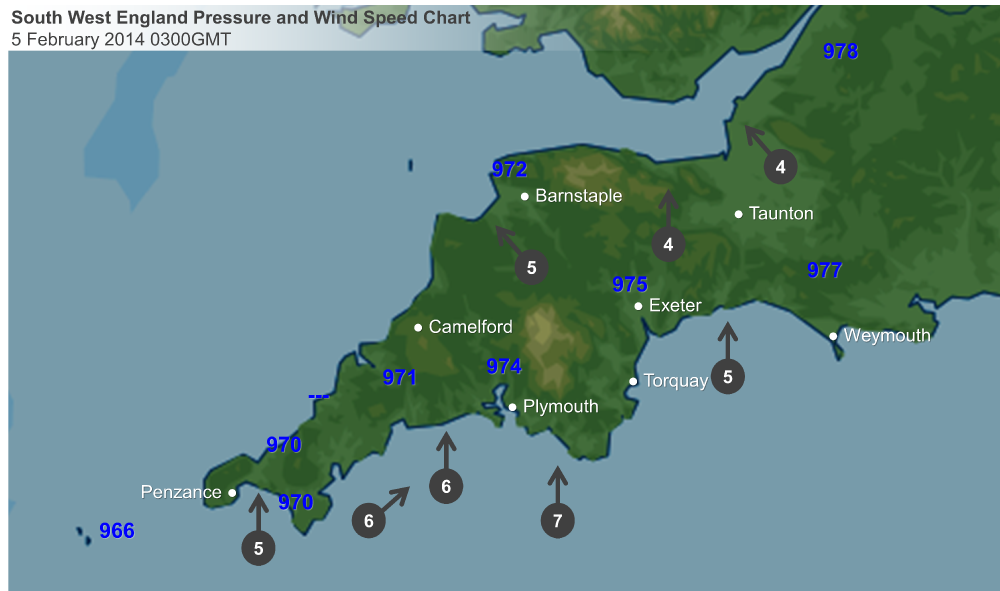 South West England Pressure and Wind Speed Chart
5 February 2014 0300GMT
978
972
4
Barnstaple
Taunton
4
5
977
975
Exeter
Camelford
Weymouth
974
971
5
Torquay
---
Plymouth
970
6
Penzance
970
6
7
966
5